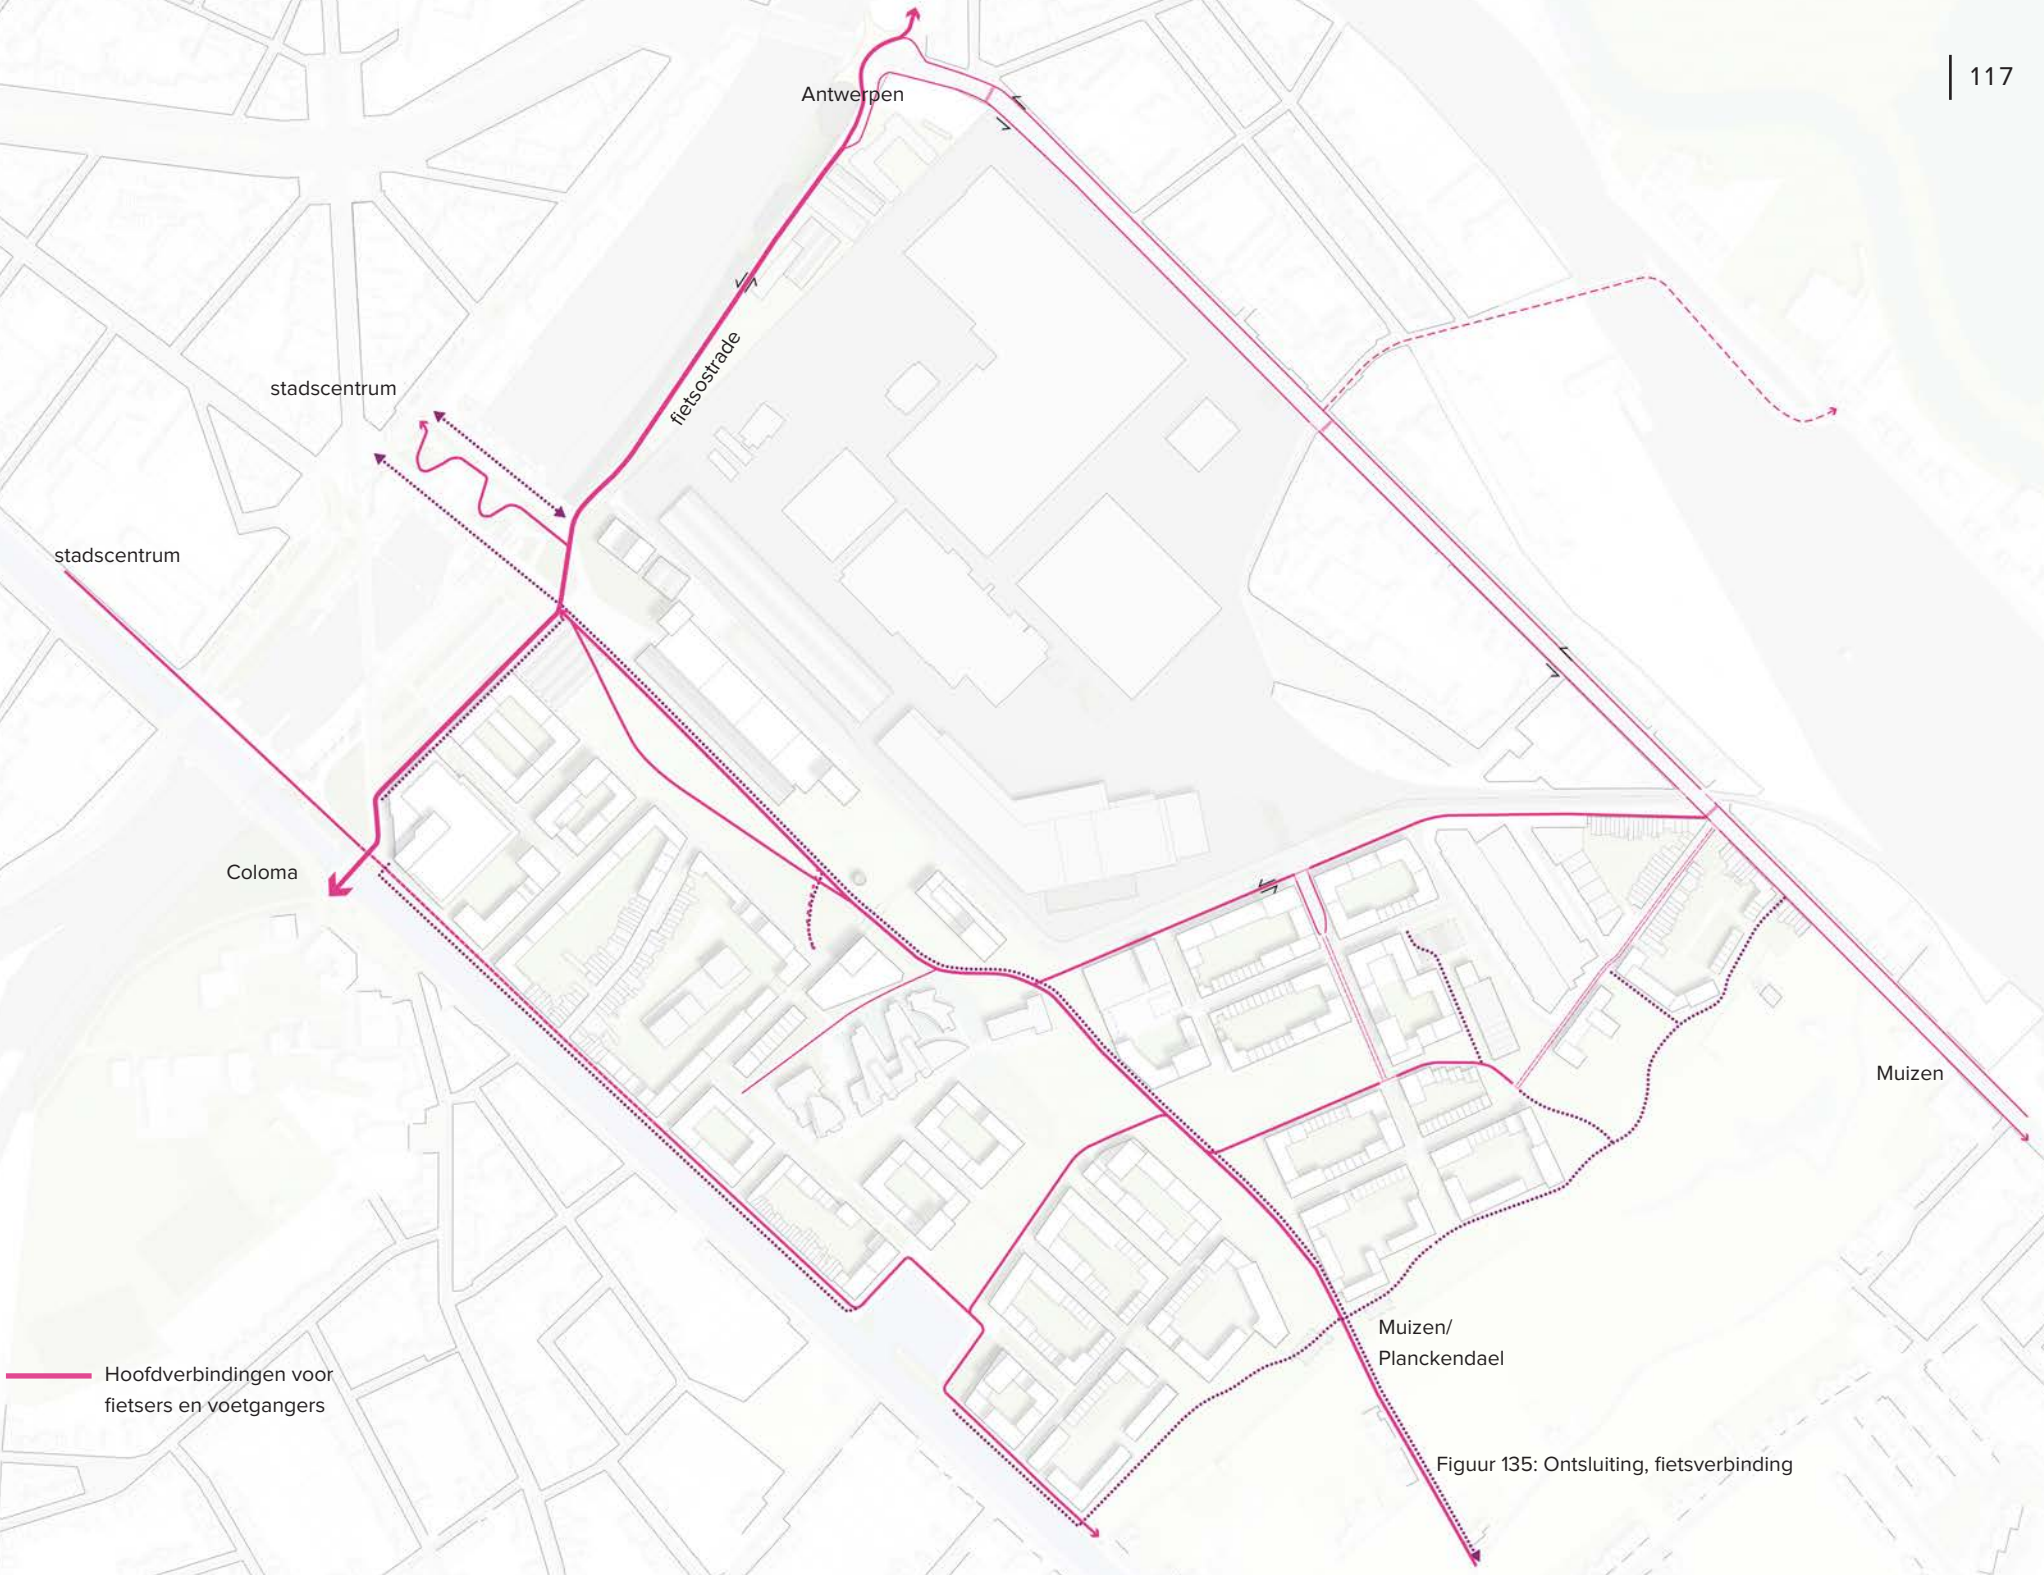 117
Antwerpen
fietsostrade
stadscentrum
stadscentrum
Coloma
Muizen
Muizen/
Planckendael
Hoofdverbindingen voor
fietsers en voetgangers
Figuur 135: Ontsluiting, fietsverbinding